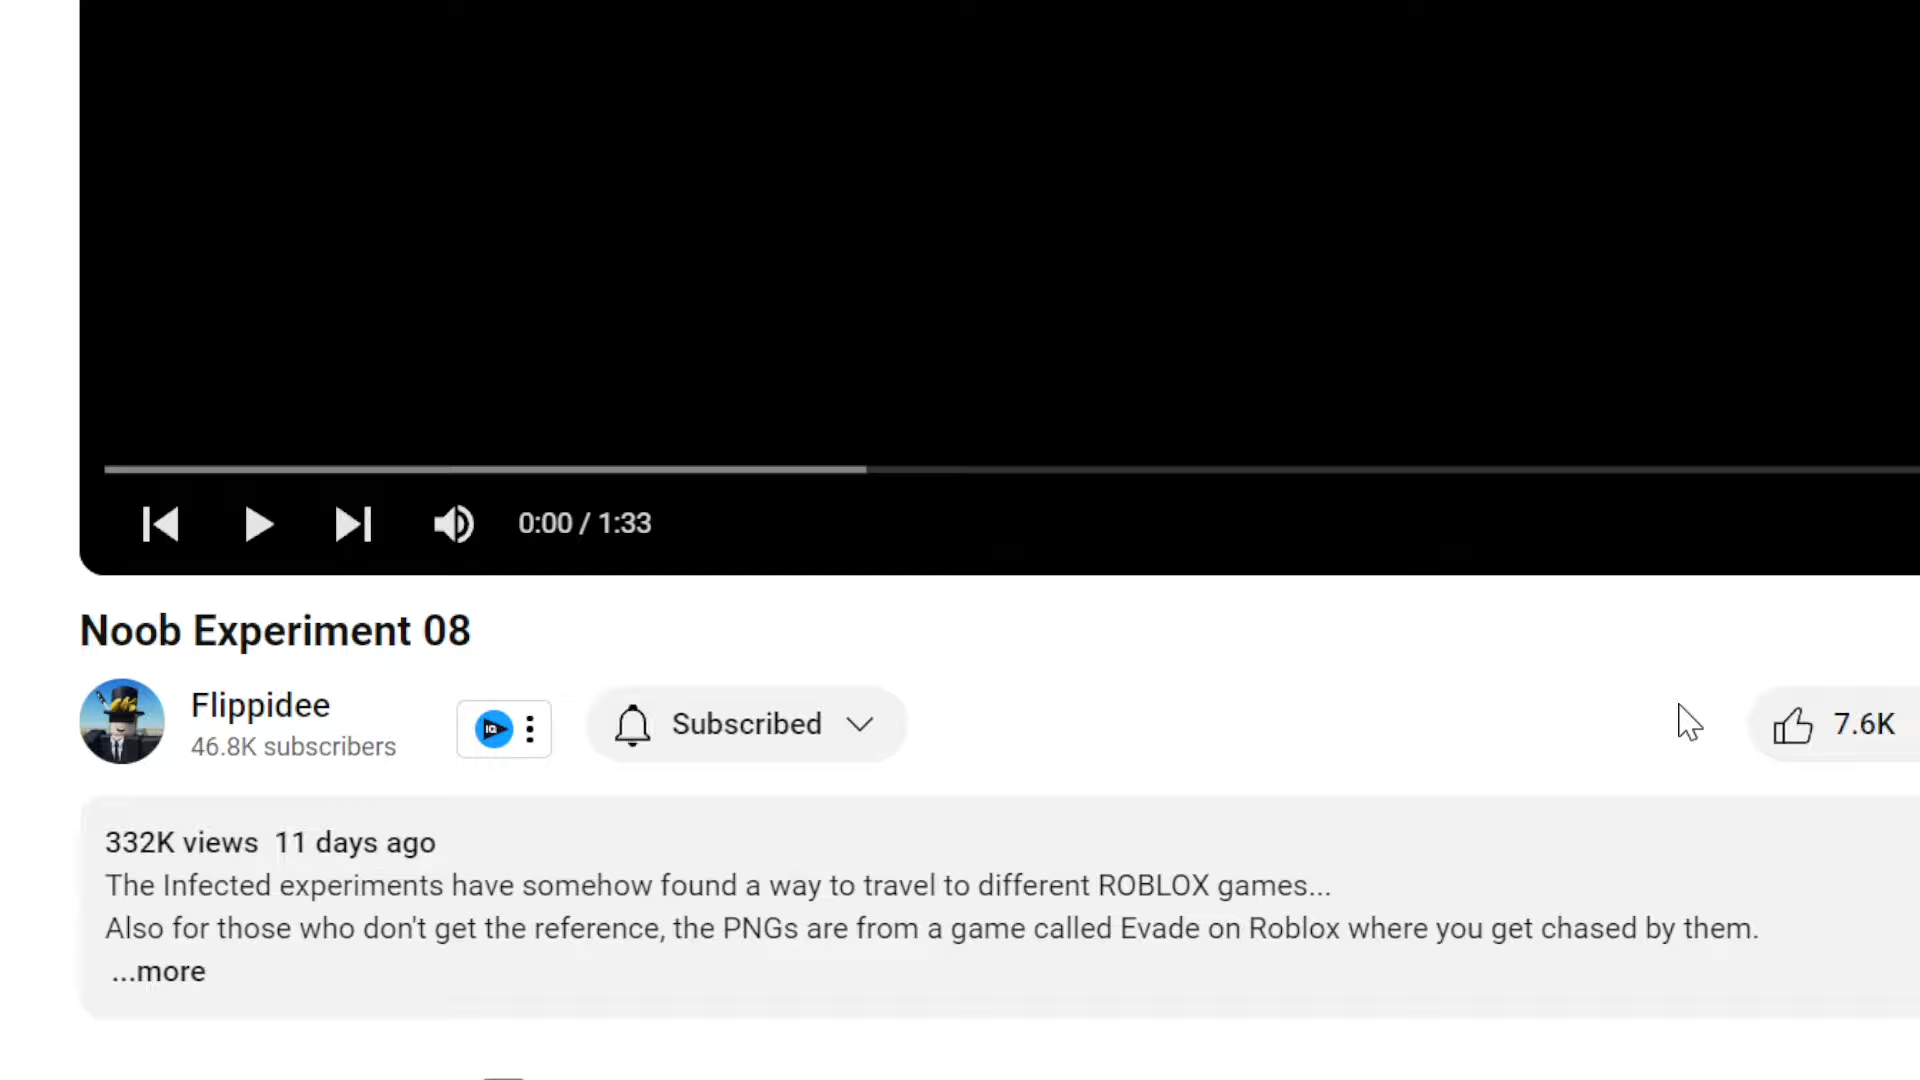 0:00 / 1:33
Noob Experiment 08
Flippidee
46.8K subscribers
IQ
Subscribed
7.6K
332K views 11 days ago
The Infected experiments have somehow found a way to travel to different ROBLOX games...
Also for those who don't get the reference, the PNGs are from a game called Evade on Roblox where you get chased by them.
...more